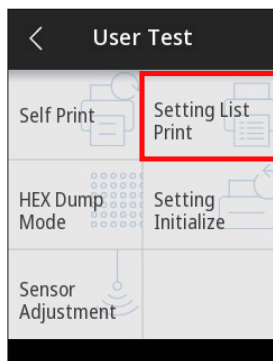 User Test
Self Print
Setting List
Print
HEX Dump
Mode
Setting
Initialize
Sensor
Adjustment